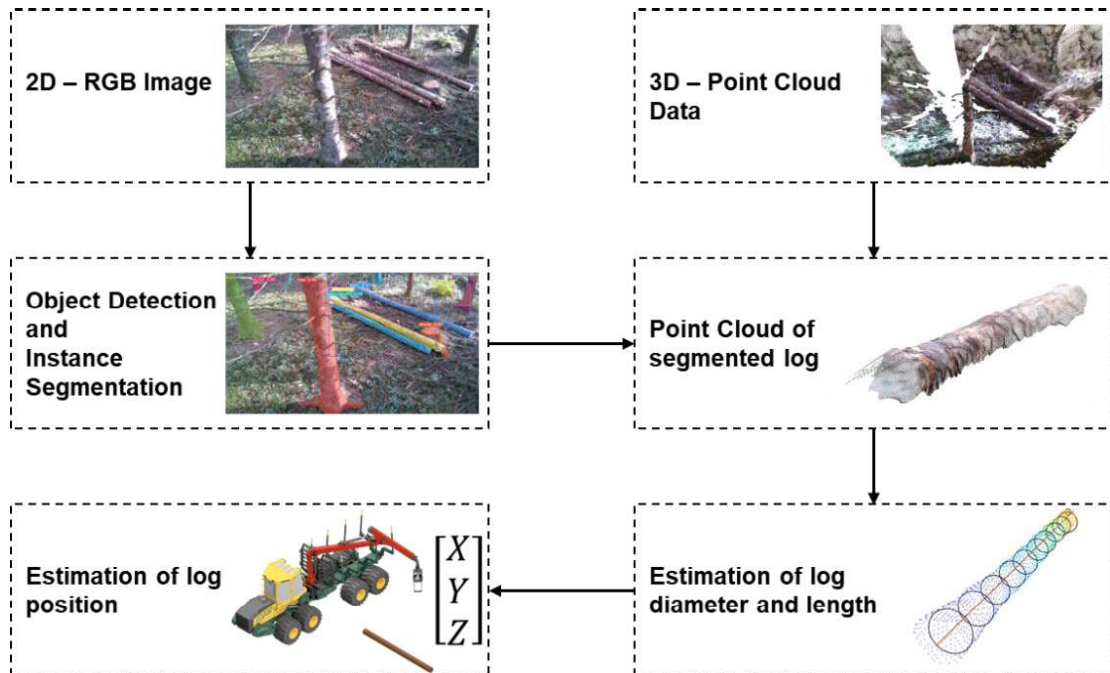 2D – RGB Image
3D – Point Cloud
Data
Object Detection
and
Instance
Segmentation
Point Cloud of
segmented log
Estimation of log
position
X
Y
Z
Estimation of log
diameter and length